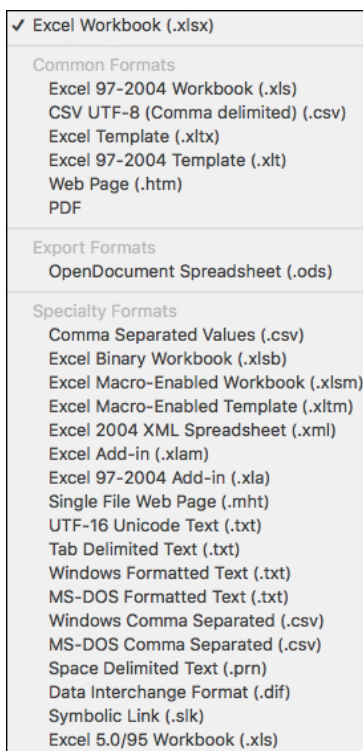 ✓ Excel Workbook (.xlsx)
Common Formats
Excel 97-2004 Workbook (.xls)
CSV UTF-8 (Comma delimited) (.csv)
Excel Template (.xltx)
Excel 97-2004 Template (.xlt)
Web Page (.htm)
PDF
Export Formats
OpenDocument Spreadsheet (.ods)
Specialty Formats
Comma Separated Values (.csv)
Excel Binary Workbook (.xlsb)
Excel Macro-Enabled Workbook (.xlsm)
Excel Macro-Enabled Template (.xltm)
Excel 2004 XML Spreadsheet (.xml)
Excel Add-in (.xlam)
Excel 97-2004 Add-in (.xla)
Single File Web Page (.mht)
UTF-16 Unicode Text (.txt)
Tab Delimited Text (.txt)
Windows Formatted Text (.txt)
MS-DOS Formatted Text (.txt)
Windows Comma Separated (.csv)
MS-DOS Comma Separated (.csv)
Space Delimited Text (.prn)
Data Interchange Format (.dif)
Symbolic Link (.slk)
Excel 5.0/95 Workbook (.xls)